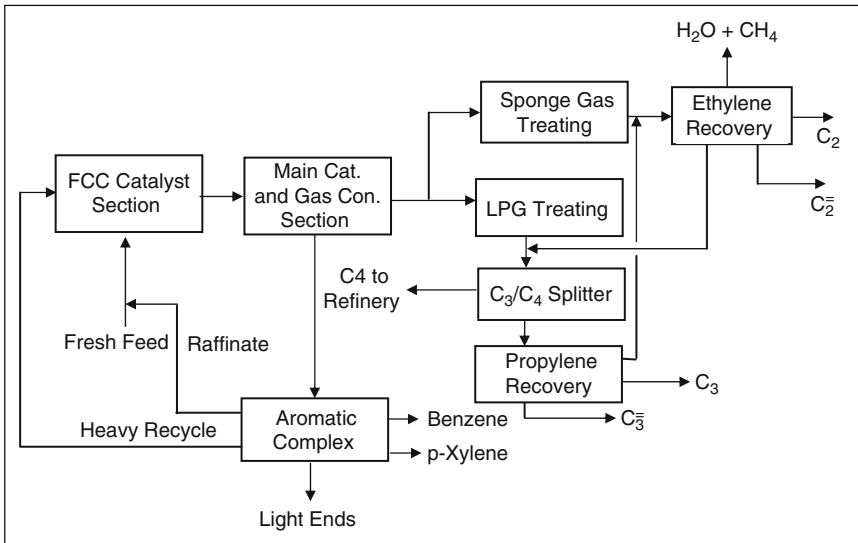 H₂O + CH₄
Sponge Gas
Treating
Ethylene
Recovery
C₂
C₂⁼
FCC Catalyst
Section
Main Cat.
and Gas Con.
Section
LPG Treating
C4 to
Refinery
C₃/C₄ Splitter
Fresh Feed
Raffinate
Propylene
Recovery
C₃
C₃⁼
Heavy Recycle
Aromatic
Complex
Benzene
p-Xylene
Light Ends